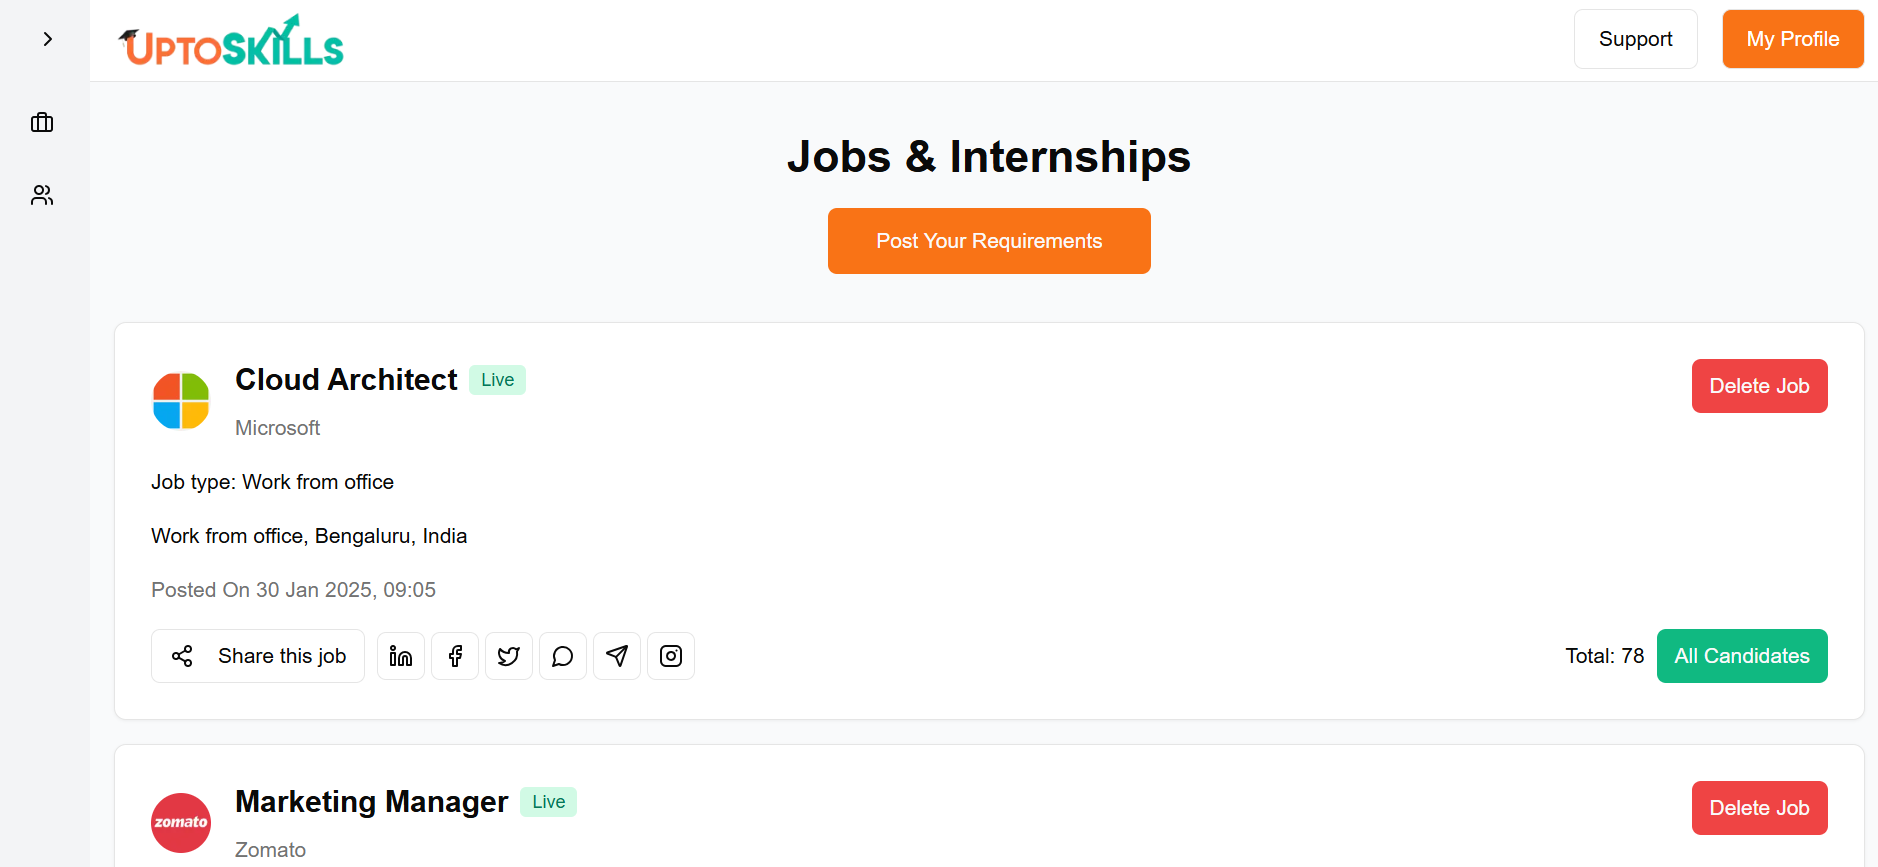 UPTOSKILLS
Support
My Profile
Jobs & Internships
Post Your Requirements
Cloud Architect
Live
Delete Job
Microsoft
Job type: Work from office
Work from office, Bengaluru, India
Posted On 30 Jan 2025, 09:05
Share this job
Total: 78
All Candidates
zomato
Marketing Manager
Live
Delete Job
Zomato